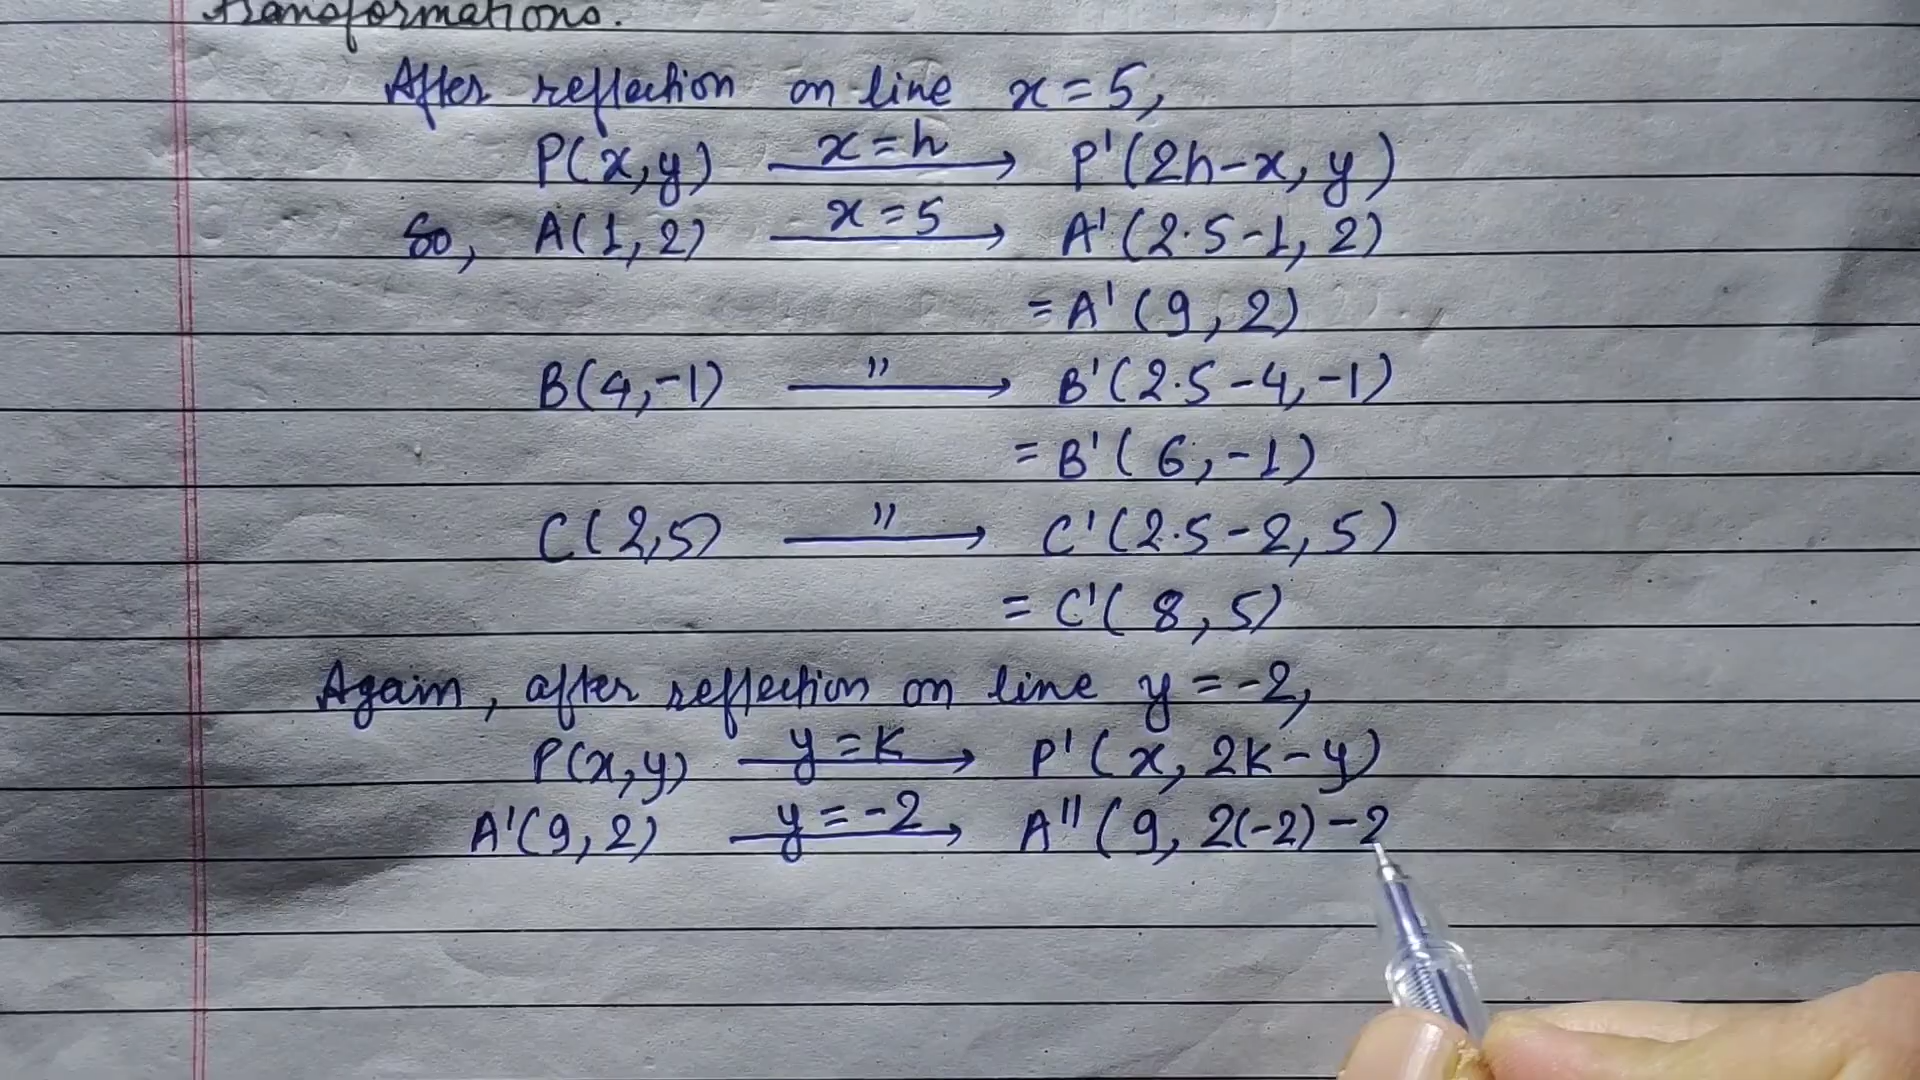 transformations.
After reflection on line x = 5,
P(x, y) x = h → P'(2h-x, y)
So, A(1, 2) x = 5 → A'(2·5-1, 2)
= A'(9, 2)
B(4, -1) " → B'(2·5-4, -1)
= B'(6, -1)
C(2, 5) " → C'(2·5-2, 5)
= C'(8, 5)
Again, after reflection on line y = -2,
P(x, y) y = k → P'(x, 2k-y)
A'(9, 2) y = -2 → A''(9, 2(-2)-2